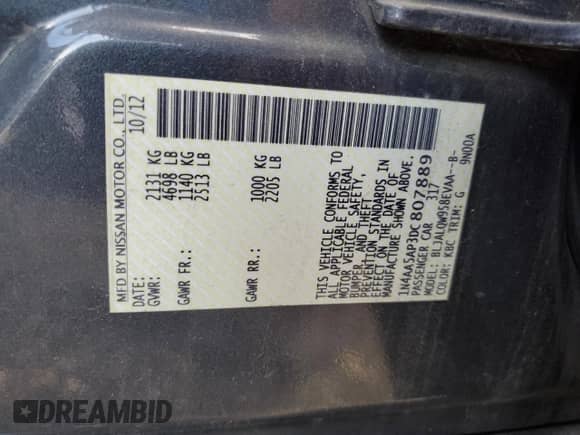 MFD BY NISSAN MOTOR CO., LTD.
DATE: 10/12
GVWR: 2131 KG
4698 LB
GAWR FR.: 1140 KG
2513 LB
GAWR RR.: 1000 KG
2205 LB
THIS VEHICLE CONFORMS TO
ALL APPLICABLE FEDERAL
MOTOR VEHICLE SAFETY,
BUMPER, AND THEFT
PREVENTION STANDARDS IN
EFFECT ON THE DATE OF
MANUFACTURE SHOWN ABOVE.
1N4AA5AP3DC807889
PASSENGER CAR 317
MODEL: BLJALQW958EVAA--B-
COLOR: KBC TRIM: G 9N00A
DREAMBID